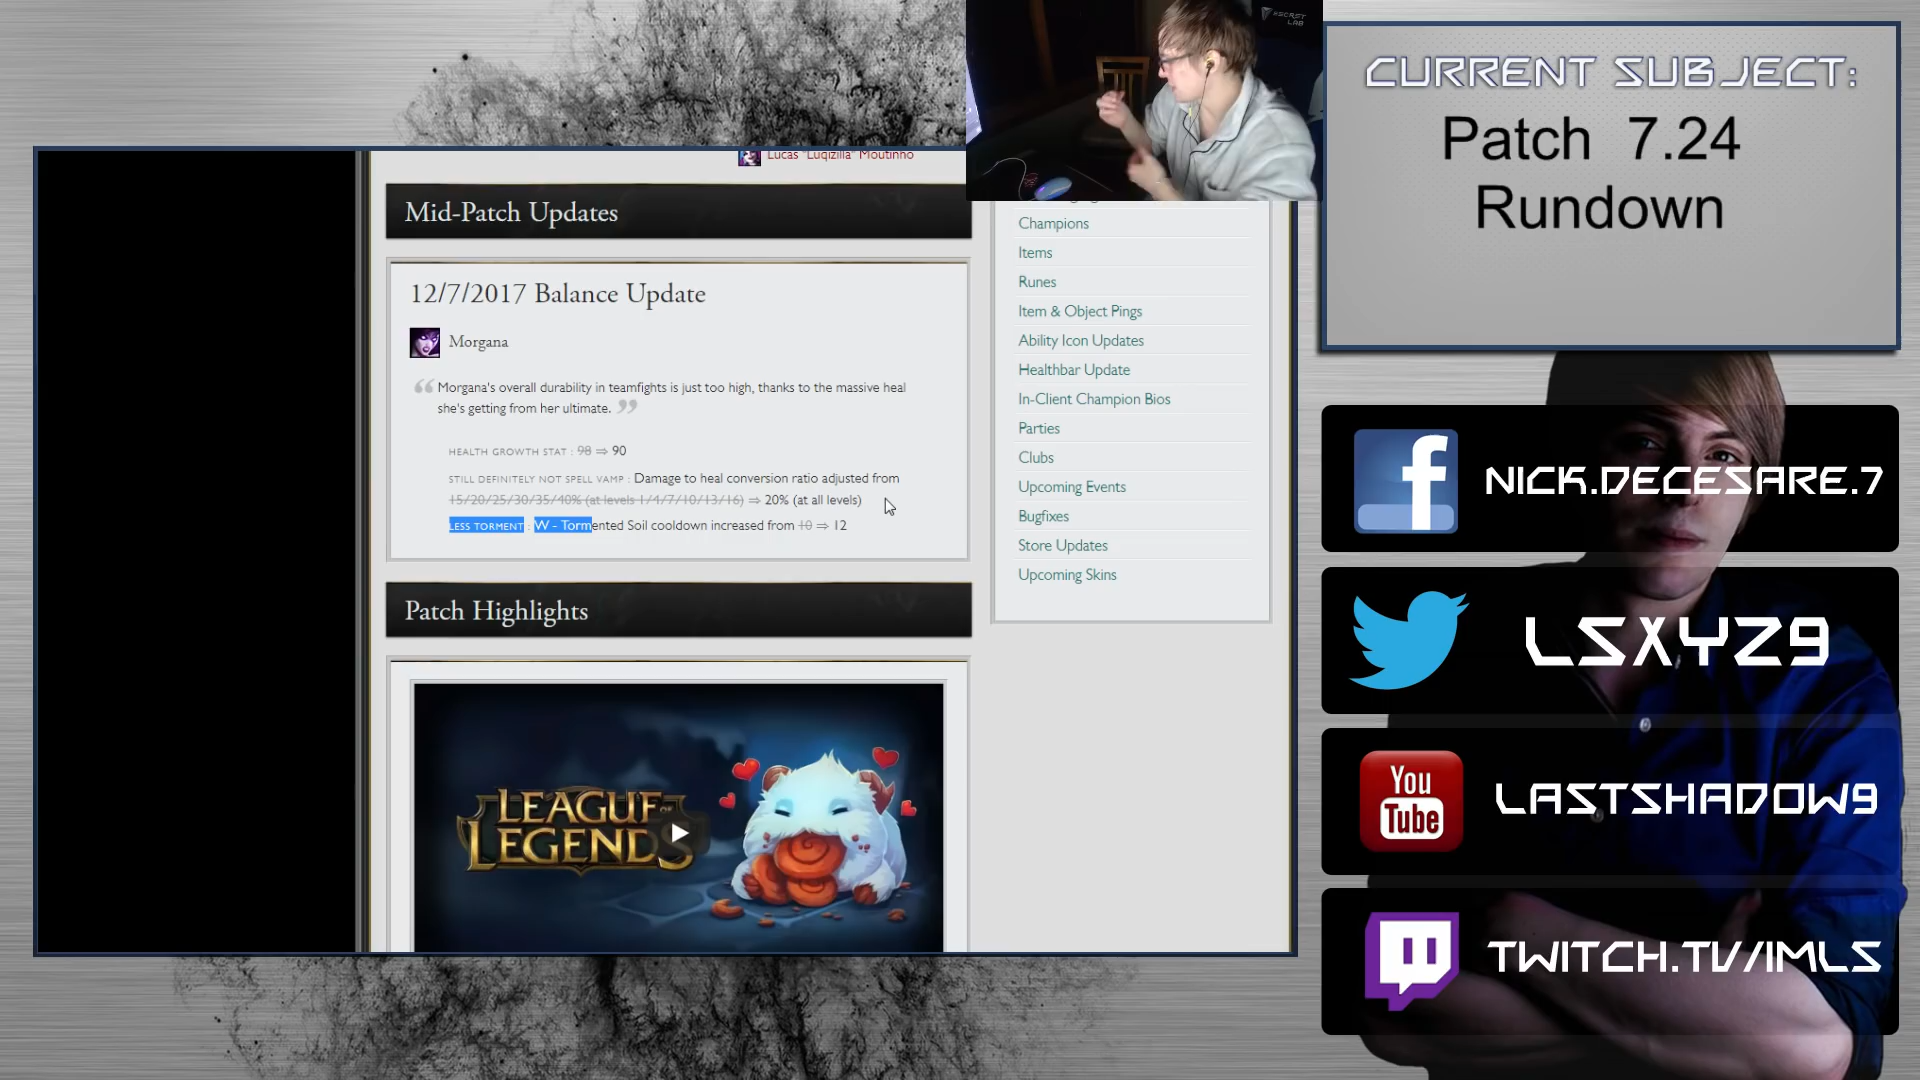 Lucas "Luqizilla" Moutinho
Mid-Patch Updates
12/7/2017 Balance Update
Morgana
“ Morgana's overall durability in teamfights is just too high, thanks to the massive heal
she's getting from her ultimate. ”
HEALTH GROWTH STAT : 98 ⇒ 90
STILL DEFINITELY NOT SPELL VAMP : Damage to heal conversion ratio adjusted from
15/20/25/30/35/40% (at levels 1/4/7/10/13/16) ⇒ 20% (at all levels)
LESS TORMENT : W - Tormented Soil cooldown increased from 10 ⇒ 12
Patch Highlights
LEAGUE OF
LEGENDS
Champions
Items
Runes
Item & Object Pings
Ability Icon Updates
Healthbar Update
In-Client Champion Bios
Parties
Clubs
Upcoming Events
Bugfixes
Store Updates
Upcoming Skins
CURRENT SUBJECT:
Patch 7.24
Rundown
f NICK.DECESARE.7
LSXYZ9
You
Tube
LASTSHADOW9
TWITCH.TV/IMLS